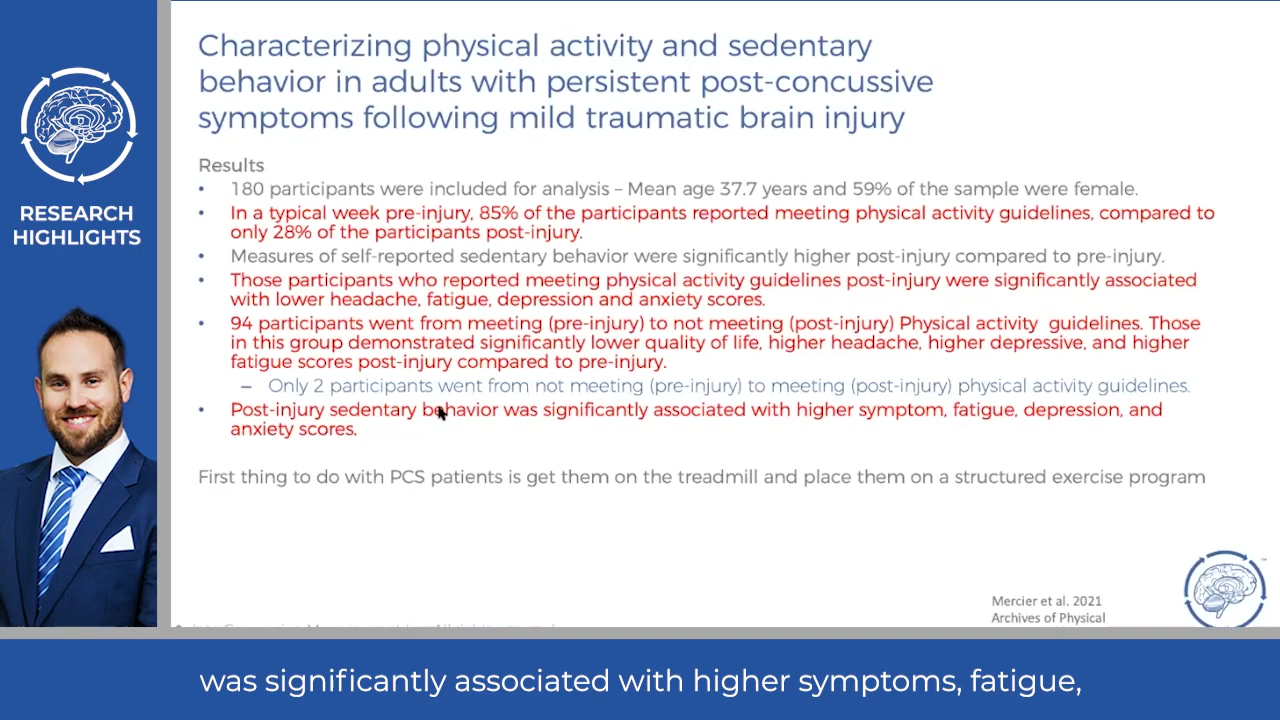 RESEARCH
HIGHLIGHTS
Characterizing physical activity and sedentary
behavior in adults with persistent post-concussive
symptoms following mild traumatic brain injury
Results
• 180 participants were included for analysis – Mean age 37.7 years and 59% of the sample were female.
• In a typical week pre-injury, 85% of the participants reported meeting physical activity guidelines, compared to
only 28% of the participants post-injury.
• Measures of self-reported sedentary behavior were significantly higher post-injury compared to pre-injury.
• Those participants who reported meeting physical activity guidelines post-injury were significantly associated
with lower headache, fatigue, depression and anxiety scores.
• 94 participants went from meeting (pre-injury) to not meeting (post-injury) Physical activity guidelines. Those
in this group demonstrated significantly lower quality of life, higher headache, higher depressive, and higher
fatigue scores post-injury compared to pre-injury.
– Only 2 participants went from not meeting (pre-injury) to meeting (post-injury) physical activity guidelines.
• Post-injury sedentary behavior was significantly associated with higher symptom, fatigue, depression, and
anxiety scores.
First thing to do with PCS patients is get them on the treadmill and place them on a structured exercise program
Mercier et al. 2021
Archives of Physical
was significantly associated with higher symptoms, fatigue,